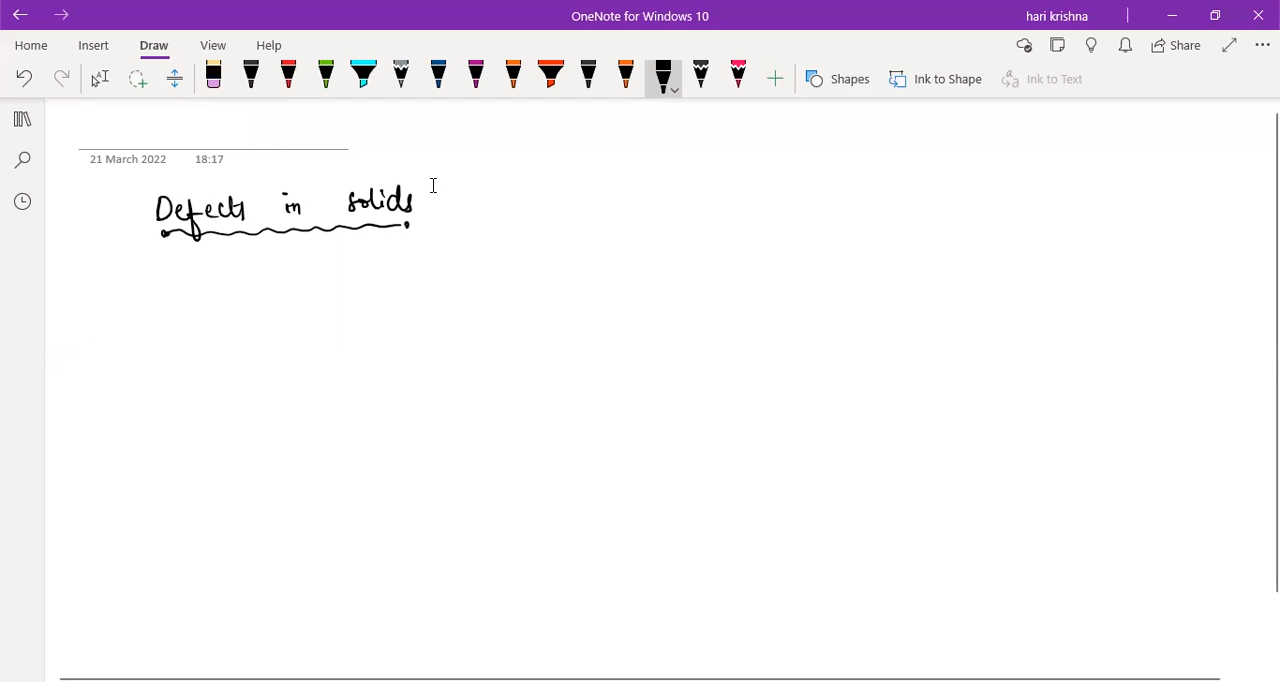 OneNote for Windows 10
hari krishna
Home Insert Draw View Help
Share
Shapes Ink to Shape Ink to Text
21 March 2022 18:17
Defects in solids